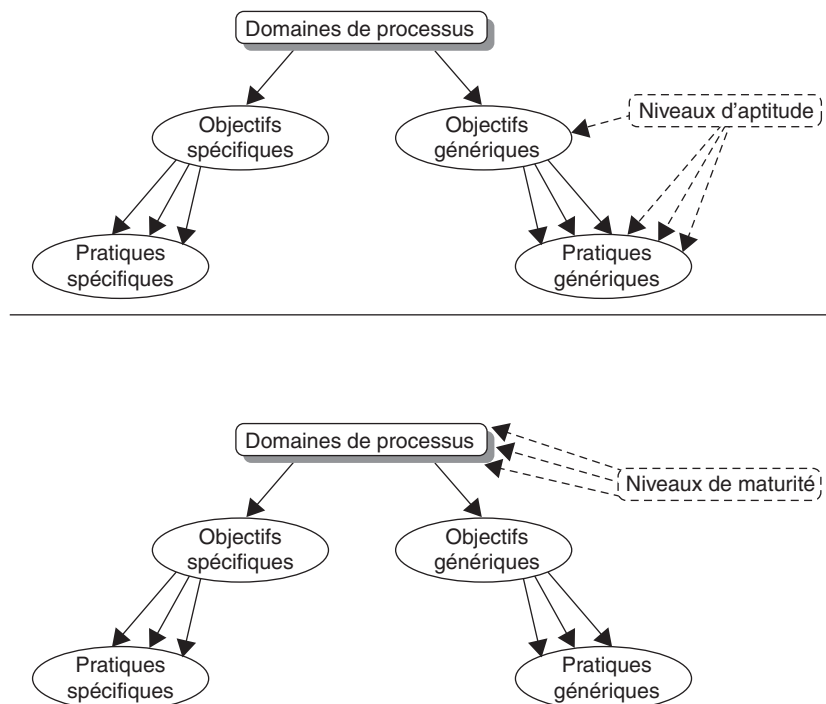 Domaines de processus
Objectifs
spécifiques
Objectifs
génériques
Niveaux d'aptitude
Pratiques
spécifiques
Pratiques
génériques
Domaines de processus
Niveaux de maturité
Objectifs
spécifiques
Objectifs
génériques
Pratiques
spécifiques
Pratiques
génériques